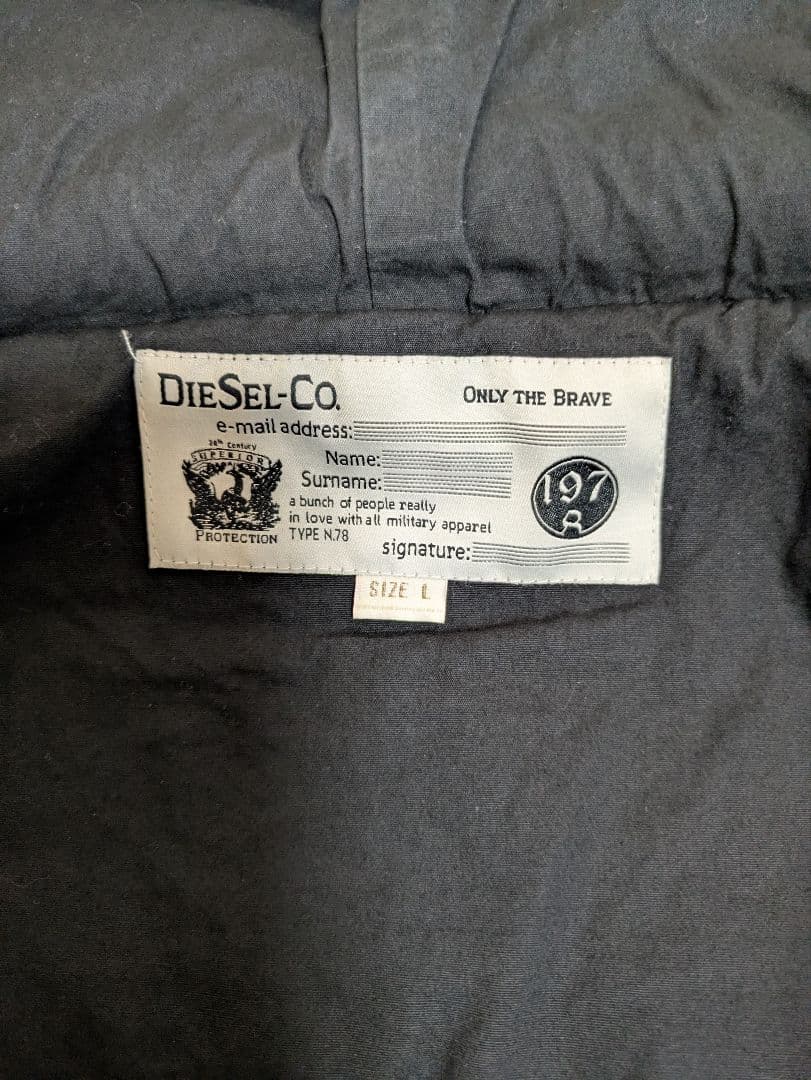 DIESEL-CO.
ONLY THE BRAVE
e-mail address:
20th Century
SUPERIOR
PROTECTION
Name:
Surname:
a bunch of people really
in love with all military apparel
TYPE N.78
signature:
197
8
SIZE L